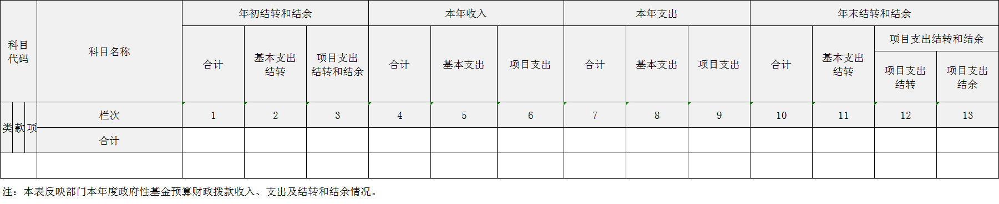 科目
代码
科目名称
年初结转和结余
本年收入
本年支出
年末结转和结余
合计
基本支出
结转
项目支出
结转和结余
合计
基本支出
项目支出
合计
基本支出
项目支出
合计
基本支出
结转
项目支出结转和结余
项目支出
结转
项目支出
结余
类 款 项
栏次 1 2 3 4 5 6 7 8 9 10 11 12 13
合计
注：本表反映部门本年度政府性基金预算财政拨款收入、支出及结转和结余情况。